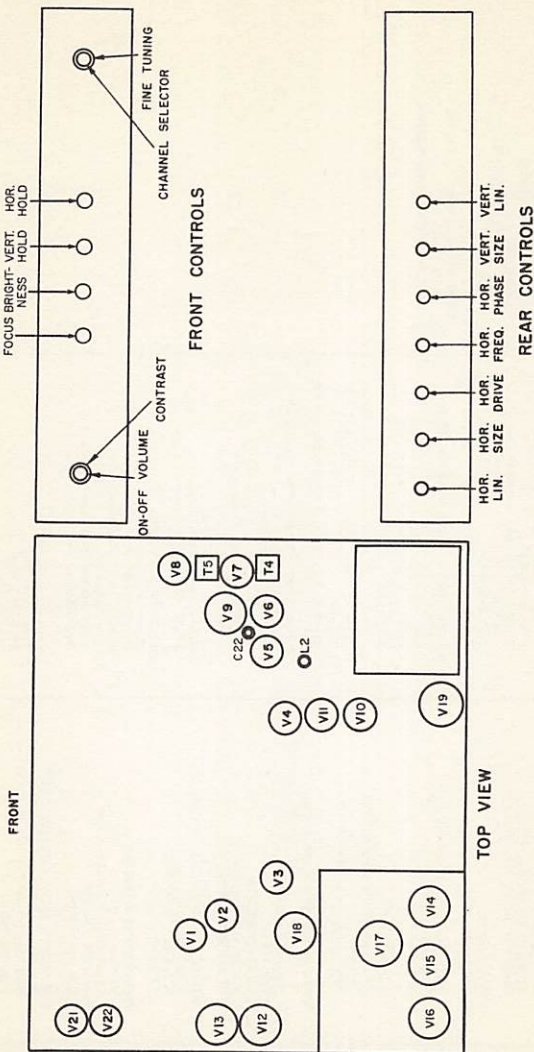 FRONT
V21
V22
V8
V1
T5
V13
V2
V9
V7
C22
V12
V6
V5
T4
V3
V4
V18
L2
V11
V10
V17
V16
V15
V14
V19
TOP VIEW
FOCUS BRIGHT- VERT. HOR.
NESS HOLD HOLD
ON-OFF VOLUME
CONTRAST
FINE TUNING
CHANNEL SELECTOR
FRONT CONTROLS
HOR. HOR. HOR. HOR. HOR. VERT. VERT.
LIN. SIZE DRIVE FREQ. PHASE SIZE LIN.
REAR CONTROLS